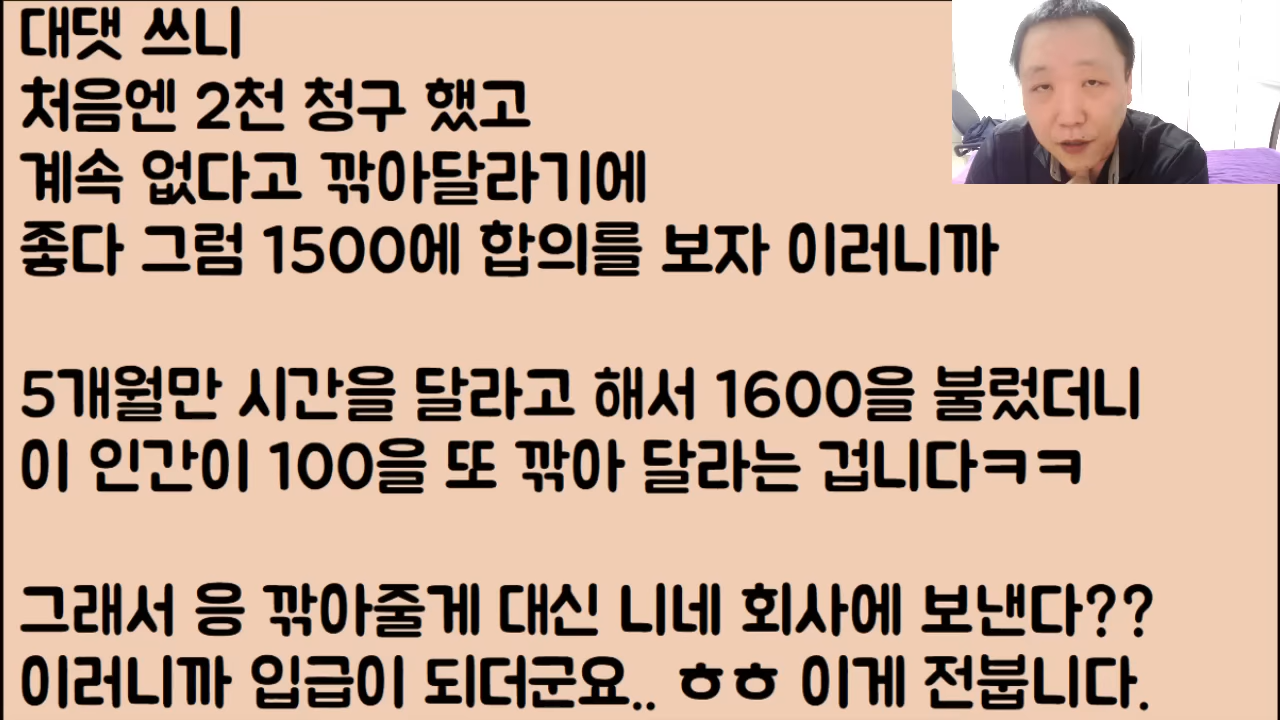 대댓 쓰니
처음엔 2천 청구 했고
계속 없다고 깎아달라기에
좋다 그럼 1500에 합의를 보자 이러니까
5개월만 시간을 달라고 해서 1600을 불렀더니
이 인간이 100을 또 깎아 달라는 겁니다ㅋㅋ
그래서 응 깎아줄게 대신 니네 회사에 보낸다??
이러니까 입급이 되더군요.. ㅎㅎ 이게 전붑니다.